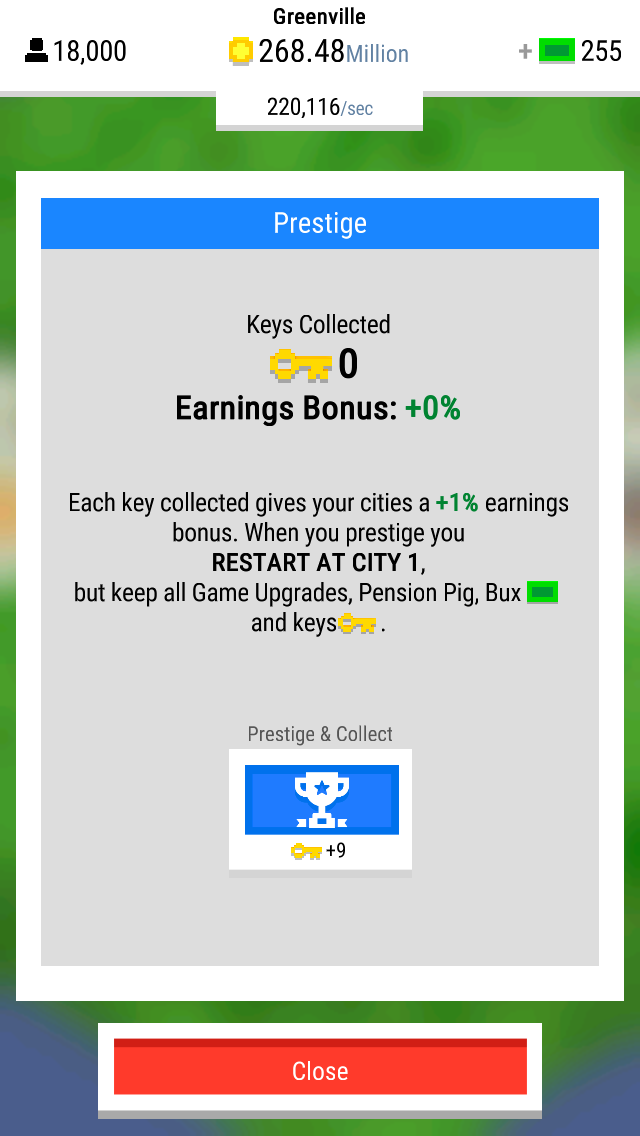 Greenville
18,000
268.48Million
+ 255
220,116/sec
Prestige
Keys Collected
0
Earnings Bonus: +0%
Each key collected gives your cities a +1% earnings
bonus. When you prestige you
RESTART AT CITY 1,
but keep all Game Upgrades, Pension Pig, Bux
and keys .
Prestige & Collect
+9
Close